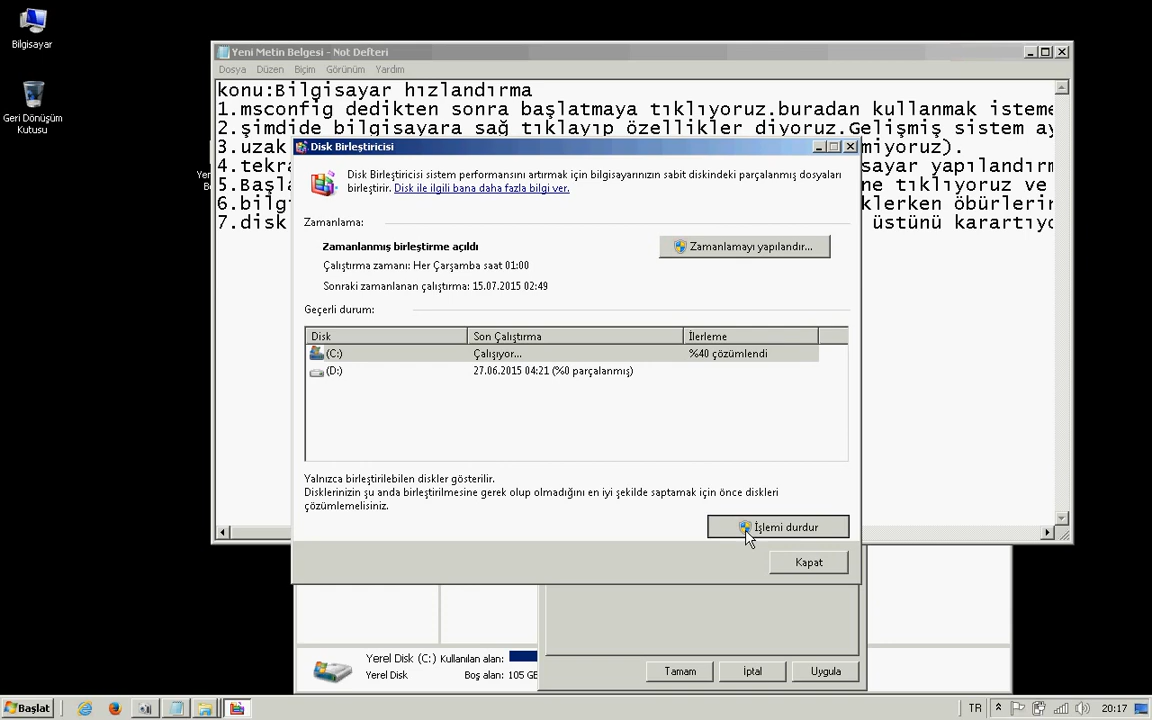 Bilgisayar
Geri Dönüşüm
Kutusu
Yeni Metin Belgesi - Not Defteri
Dosya Düzen Biçim Görünüm Yardım
konu:Bilgisayar hızlandırma
1.msconfig dedikten sonra başlatmaya tıklıyoruz.buradan kullanmak isteme
2.şimdide bilgisayara sağ tıklayıp özellikler diyoruz.Gelişmiş sistem ay
3.uzak
miyoruz).
4.tekra
sayar yapılandırm
5.Başla
ne tıklıyoruz ve
6.bilg
klerken öbürlerin
7.disk
üstünü karartıyo
Disk Birleştiricisi
Disk Birleştiricisi sistem performansını artırmak için bilgisayarınızın sabit diskindeki parçalanmış dosyaları
birleştirir. Disk ile ilgili bana daha fazla bilgi ver.
Zamanlama:
Zamanlanmış birleştirme açıldı
Zamanlamayı yapılandır...
Çalıştırma zamanı: Her Çarşamba saat 01:00
Sonraki zamanlanan çalıştırma: 15.07.2015 02:49
Geçerli durum:
Disk Son Çalıştırma İlerleme
(C:) Çalışıyor... %40 çözümlendi
(D:) 27.06.2015 04:21 (%0 parçalanmış)
Yalnızca birleştirilebilen diskler gösterilir.
Disklerinizin şu anda birleştirilmesine gerek olup olmadığını en iyi şekilde saptamak için önce diskleri
çözümlemelisiniz.
İşlemi durdur
Kapat
Yerel Disk (C:) Kullanılan alan:
Yerel Disk Boş alan: 105 GB
Tamam İptal Uygula
Başlat
TR 20:17